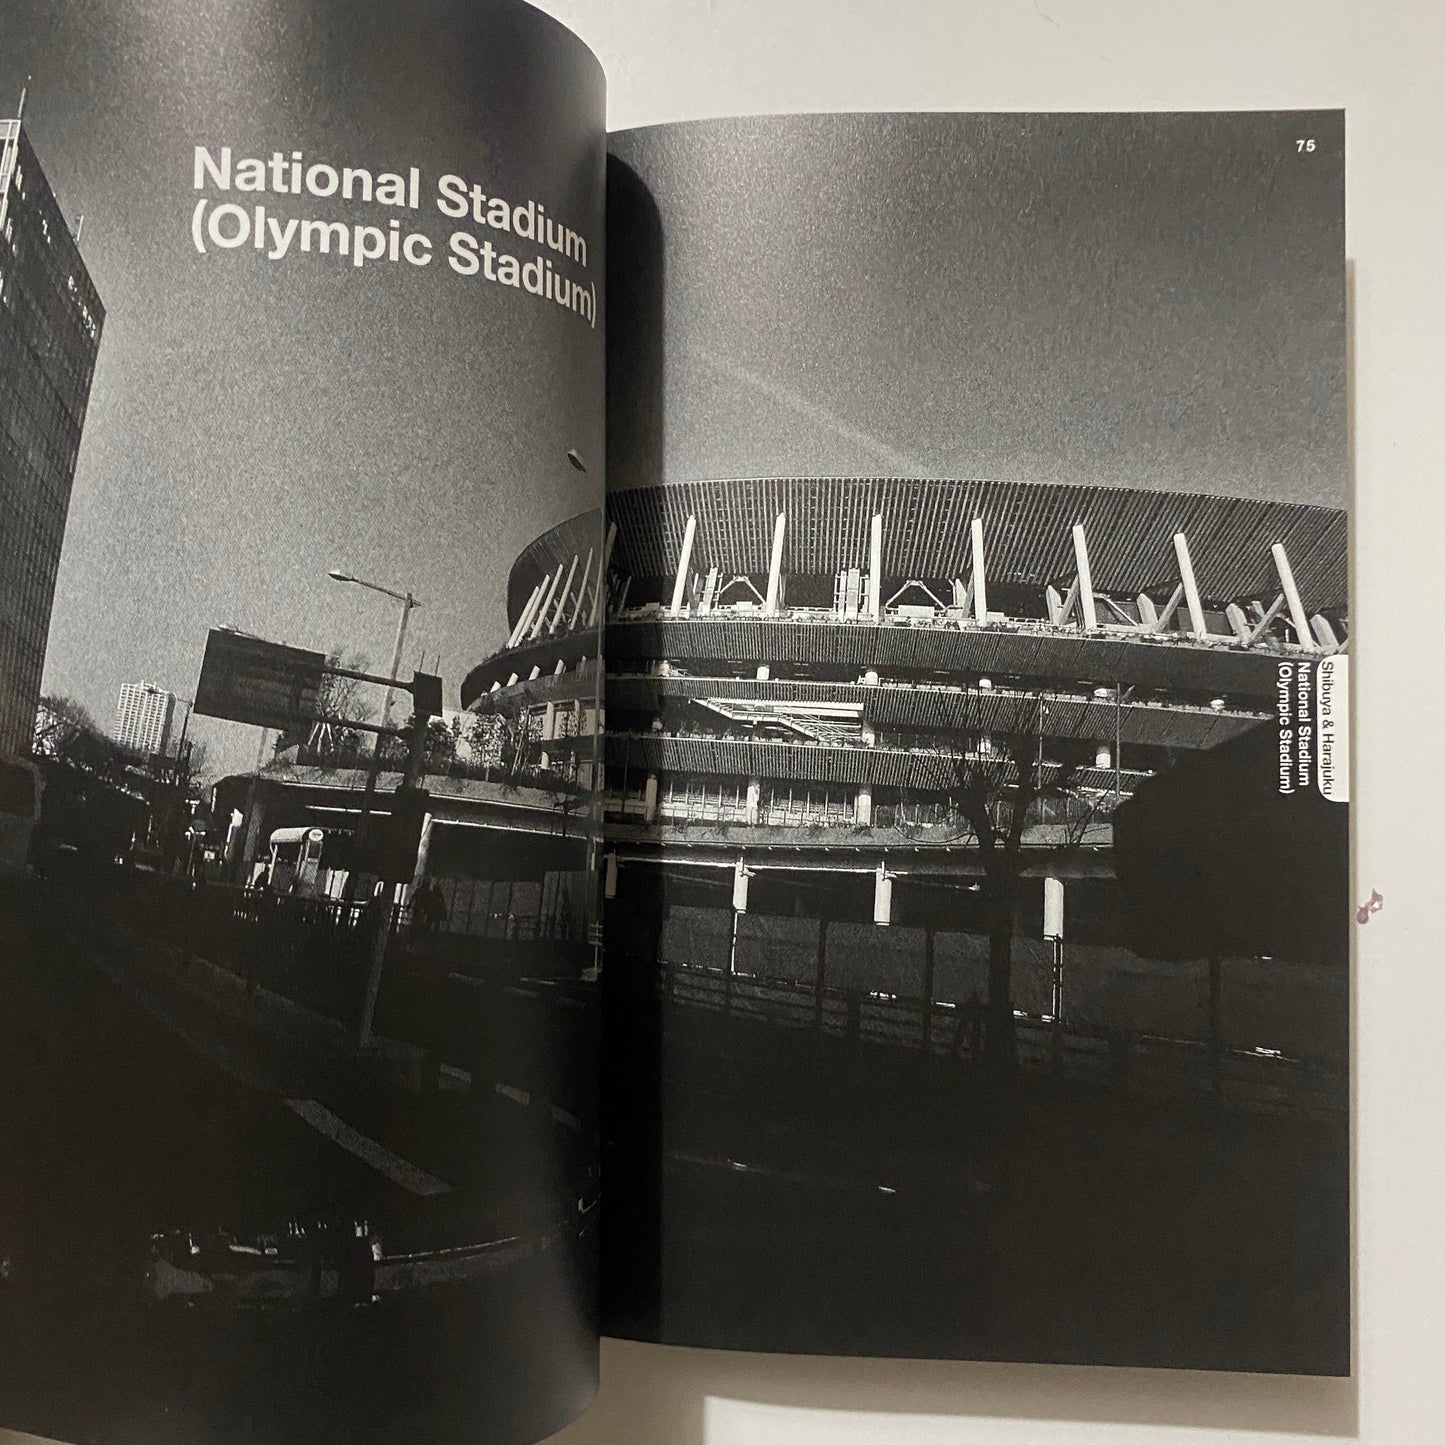 National Stadium
(Olympic Stadium)
75
Shibuya & Harajuku
National Stadium
(Olympic Stadium)